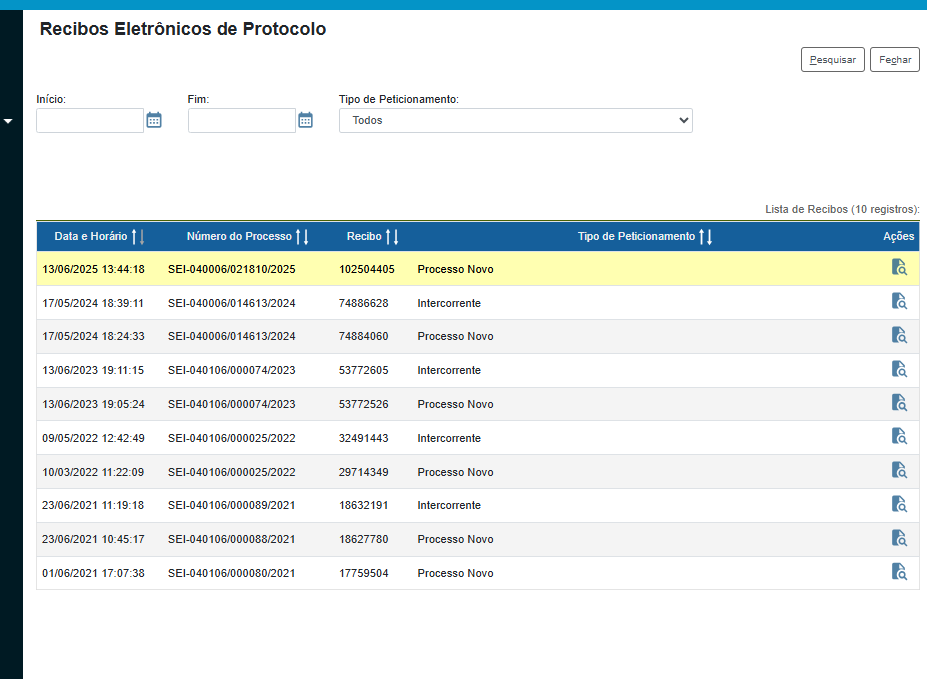 Recibos Eletrônicos de Protocolo
Pesquisar Fechar
Início: Fim: Tipo de Peticionamento:
Todos
Lista de Recibos (10 registros):
Data e Horário Número do Processo Recibo Tipo de Peticionamento Ações
13/06/2025 13:44:18 SEI-040006/021810/2025 102504405 Processo Novo
17/05/2024 18:39:11 SEI-040006/014613/2024 74886628 Intercorrente
17/05/2024 18:24:33 SEI-040006/014613/2024 74884060 Processo Novo
13/06/2023 19:11:15 SEI-040106/000074/2023 53772605 Intercorrente
13/06/2023 19:05:24 SEI-040106/000074/2023 53772526 Processo Novo
09/05/2022 12:42:49 SEI-040106/000025/2022 32491443 Intercorrente
10/03/2022 11:22:09 SEI-040106/000025/2022 29714349 Processo Novo
23/06/2021 11:19:18 SEI-040106/000089/2021 18632191 Intercorrente
23/06/2021 10:45:17 SEI-040106/000088/2021 18627780 Processo Novo
01/06/2021 17:07:38 SEI-040106/000080/2021 17759504 Processo Novo